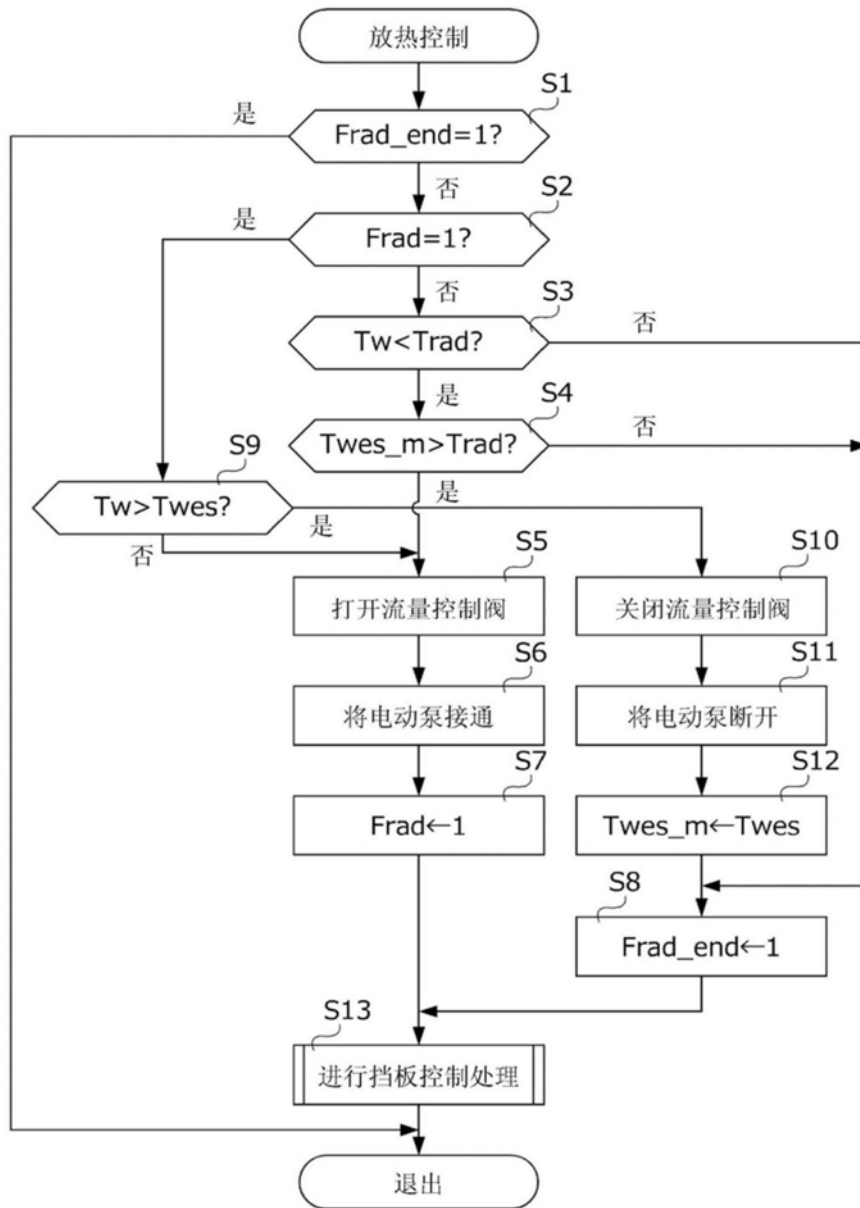 放热控制
S1
是
Frad_end=1?
否
S2
是
Frad=1?
否
S3
否
Tw<Trad?
是
S4
Twes_m>Trad?
否
S9
是
Tw>Twes?
是
否
S5
S10
打开流量控制阀
关闭流量控制阀
S6
S11
将电动泵接通
将电动泵断开
S7
S12
Frad←1
Twes_m←Twes
S8
Frad_end←1
S13
进行挡板控制处理
退出